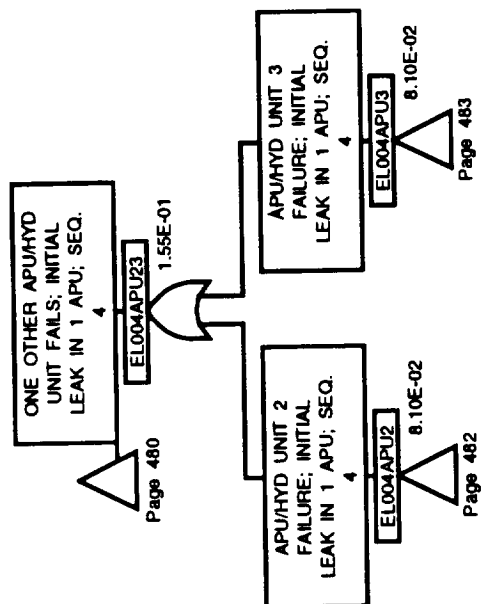 ONE OTHER APU/HYD
UNIT FAILS; INITIAL
LEAK IN 1 APU; SEQ.
4
EL004APU23
1.55E-01
Page 480
APU/HYD UNIT 2
FAILURE; INITIAL
LEAK IN 1 APU; SEQ.
4
EL004APU2
8.10E-02
Page 482
APU/HYD UNIT 3
FAILURE; INITIAL
LEAK IN 1 APU; SEQ.
4
EL004APU3
8.10E-02
Page 483